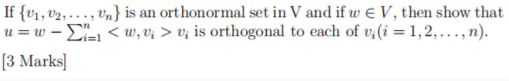 If {v₁, v₂, . . . , vₙ} is an orthonormal set in V and if w ∈ V, then show that
u = w − ∑ⁿᵢ₌₁ < w, vᵢ > vᵢ is orthogonal to each of vᵢ(i = 1, 2, . . . , n).
[3 Marks]